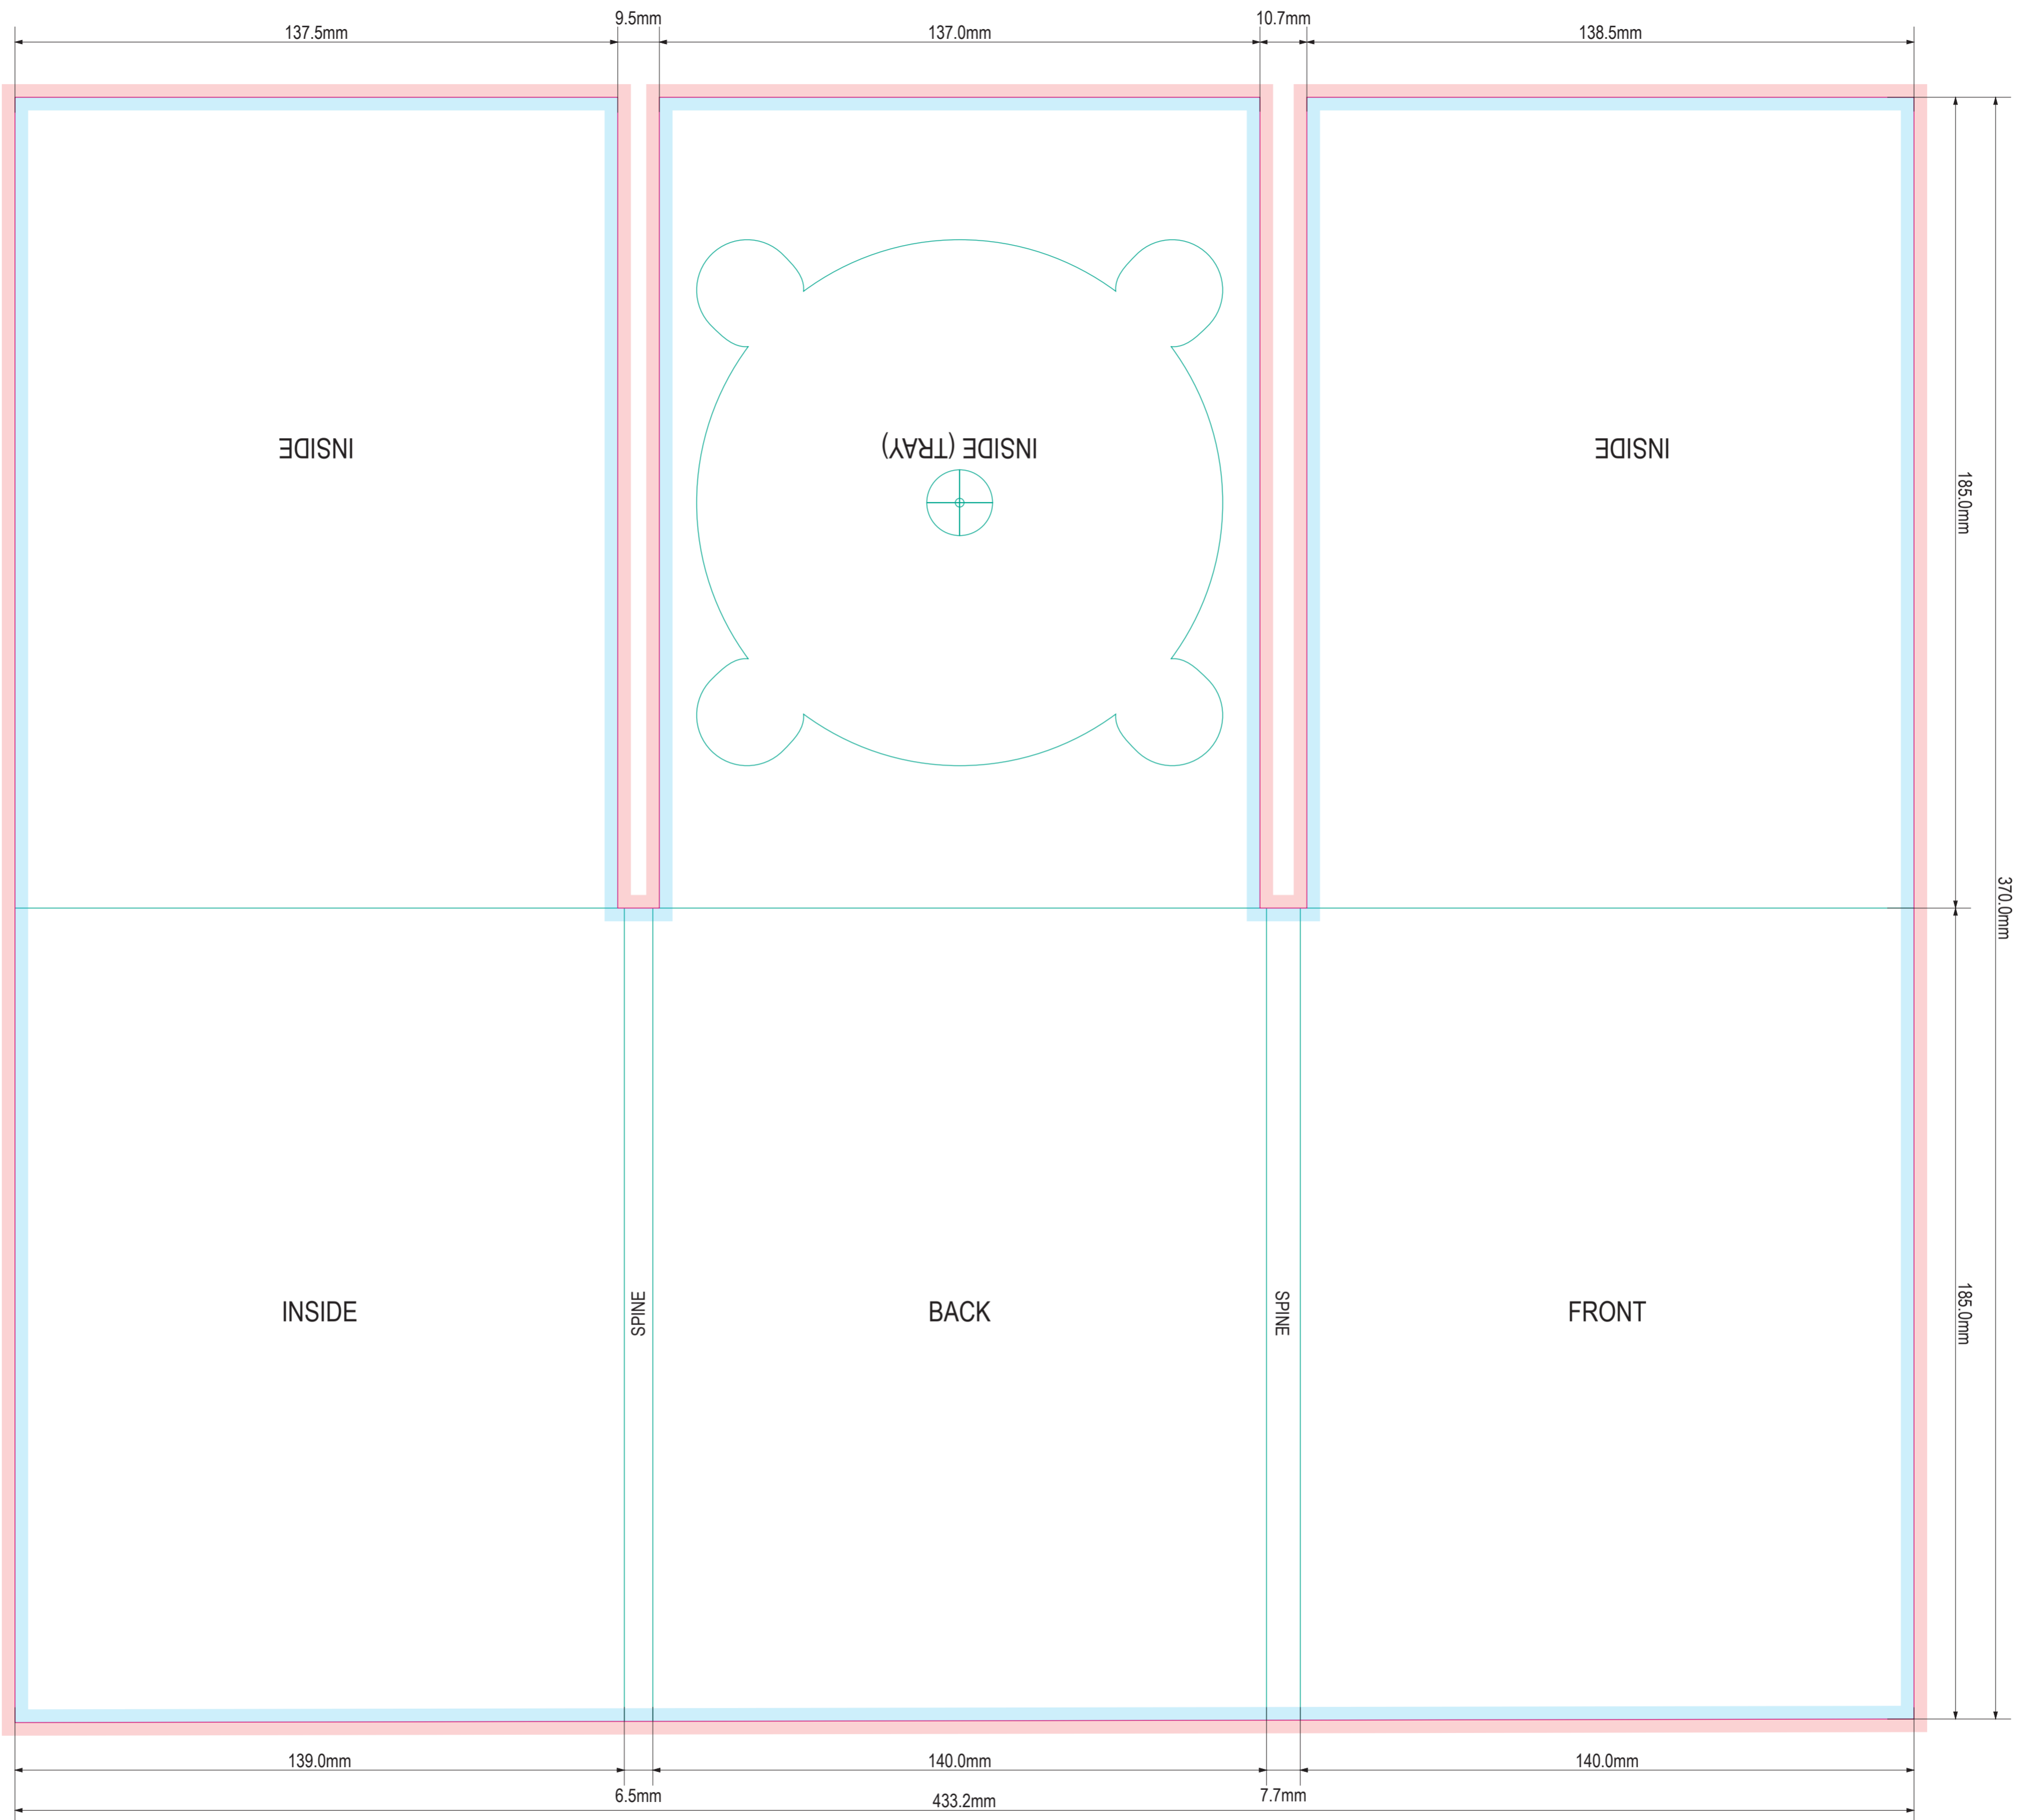 9.5mm
10.7mm
137.5mm
137.0mm
138.5mm
INSIDE
INSIDE (TRAY)
INSIDE
185.0mm
370.0mm
INSIDE
SPINE
BACK
SPINE
FRONT
185.0mm
139.0mm
140.0mm
140.0mm
6.5mm
7.7mm
433.2mm